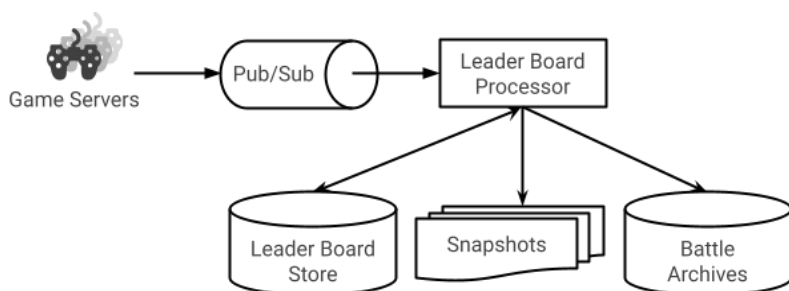 Game Servers
Pub/Sub
Leader Board
Processor
Leader Board
Store
Snapshots
Battle
Archives